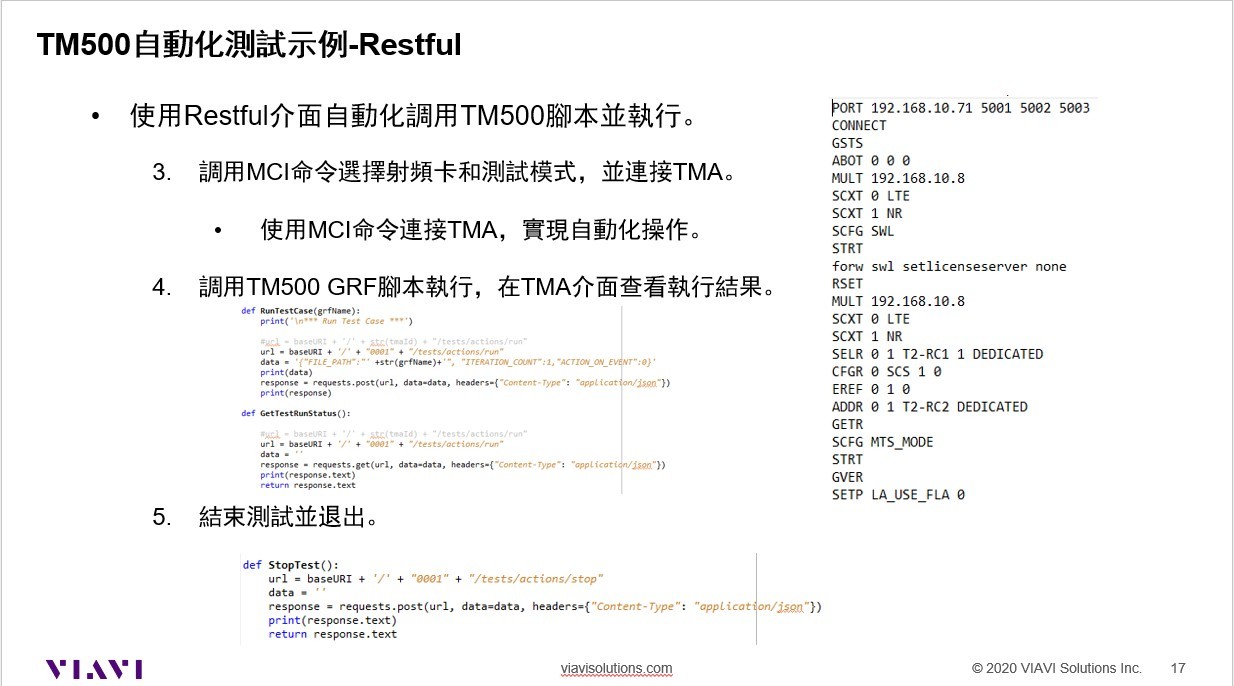 TM500自動化測試示例-Restful
• 使用Restful介面自動化調用TM500腳本並執行。
3. 調用MCI命令選擇射頻卡和測試模式，並連接TMA。
• 使用MCI命令連接TMA，實現自動化操作。
4. 調用TM500 GRF腳本執行，在TMA介面查看執行結果。
def RunTestCase(grfName):
print('\n*** Run Test Case ***')
#url = baseURI + '/' + str(tmaId) + "/tests/actions/run"
url = baseURI + '/' + "0001" + "/tests/actions/run"
data = '{"FILE_PATH":"' +str(grfName)+'", "ITERATION_COUNT":1,"ACTION_ON_EVENT":0}'
print(data)
response = requests.post(url, data=data, headers={"Content-Type": "application/json"})
print(response)
def GetTestRunStatus():
#url = baseURI + '/' + str(tmaId) + "/tests/actions/run"
url = baseURI + '/' + "0001" + "/tests/actions/run"
data = ''
response = requests.get(url, data=data, headers={"Content-Type": "application/json"})
print(response.text)
return response.text
5. 結束測試並退出。
def StopTest():
url = baseURI + '/' + "0001" + "/tests/actions/stop"
data = ''
response = requests.post(url, data=data, headers={"Content-Type": "application/json"})
print(response.text)
return response.text
PORT 192.168.10.71 5001 5002 5003
CONNECT
GSTS
ABOT 0 0 0
MULT 192.168.10.8
SCXT 0 LTE
SCXT 1 NR
SCFG SWL
STRT
forw swl setlicenseserver none
RSET
MULT 192.168.10.8
SCXT 0 LTE
SCXT 1 NR
SELR 0 1 T2-RC1 1 DEDICATED
CFGR 0 SCS 1 0
EREF 0 1 0
ADDR 0 1 T2-RC2 DEDICATED
GETR
SCFG MTS_MODE
STRT
GVER
SETP LA_USE_FLA 0
VIAVI
viavisolutions.com
© 2020 VIAVI Solutions Inc.
17